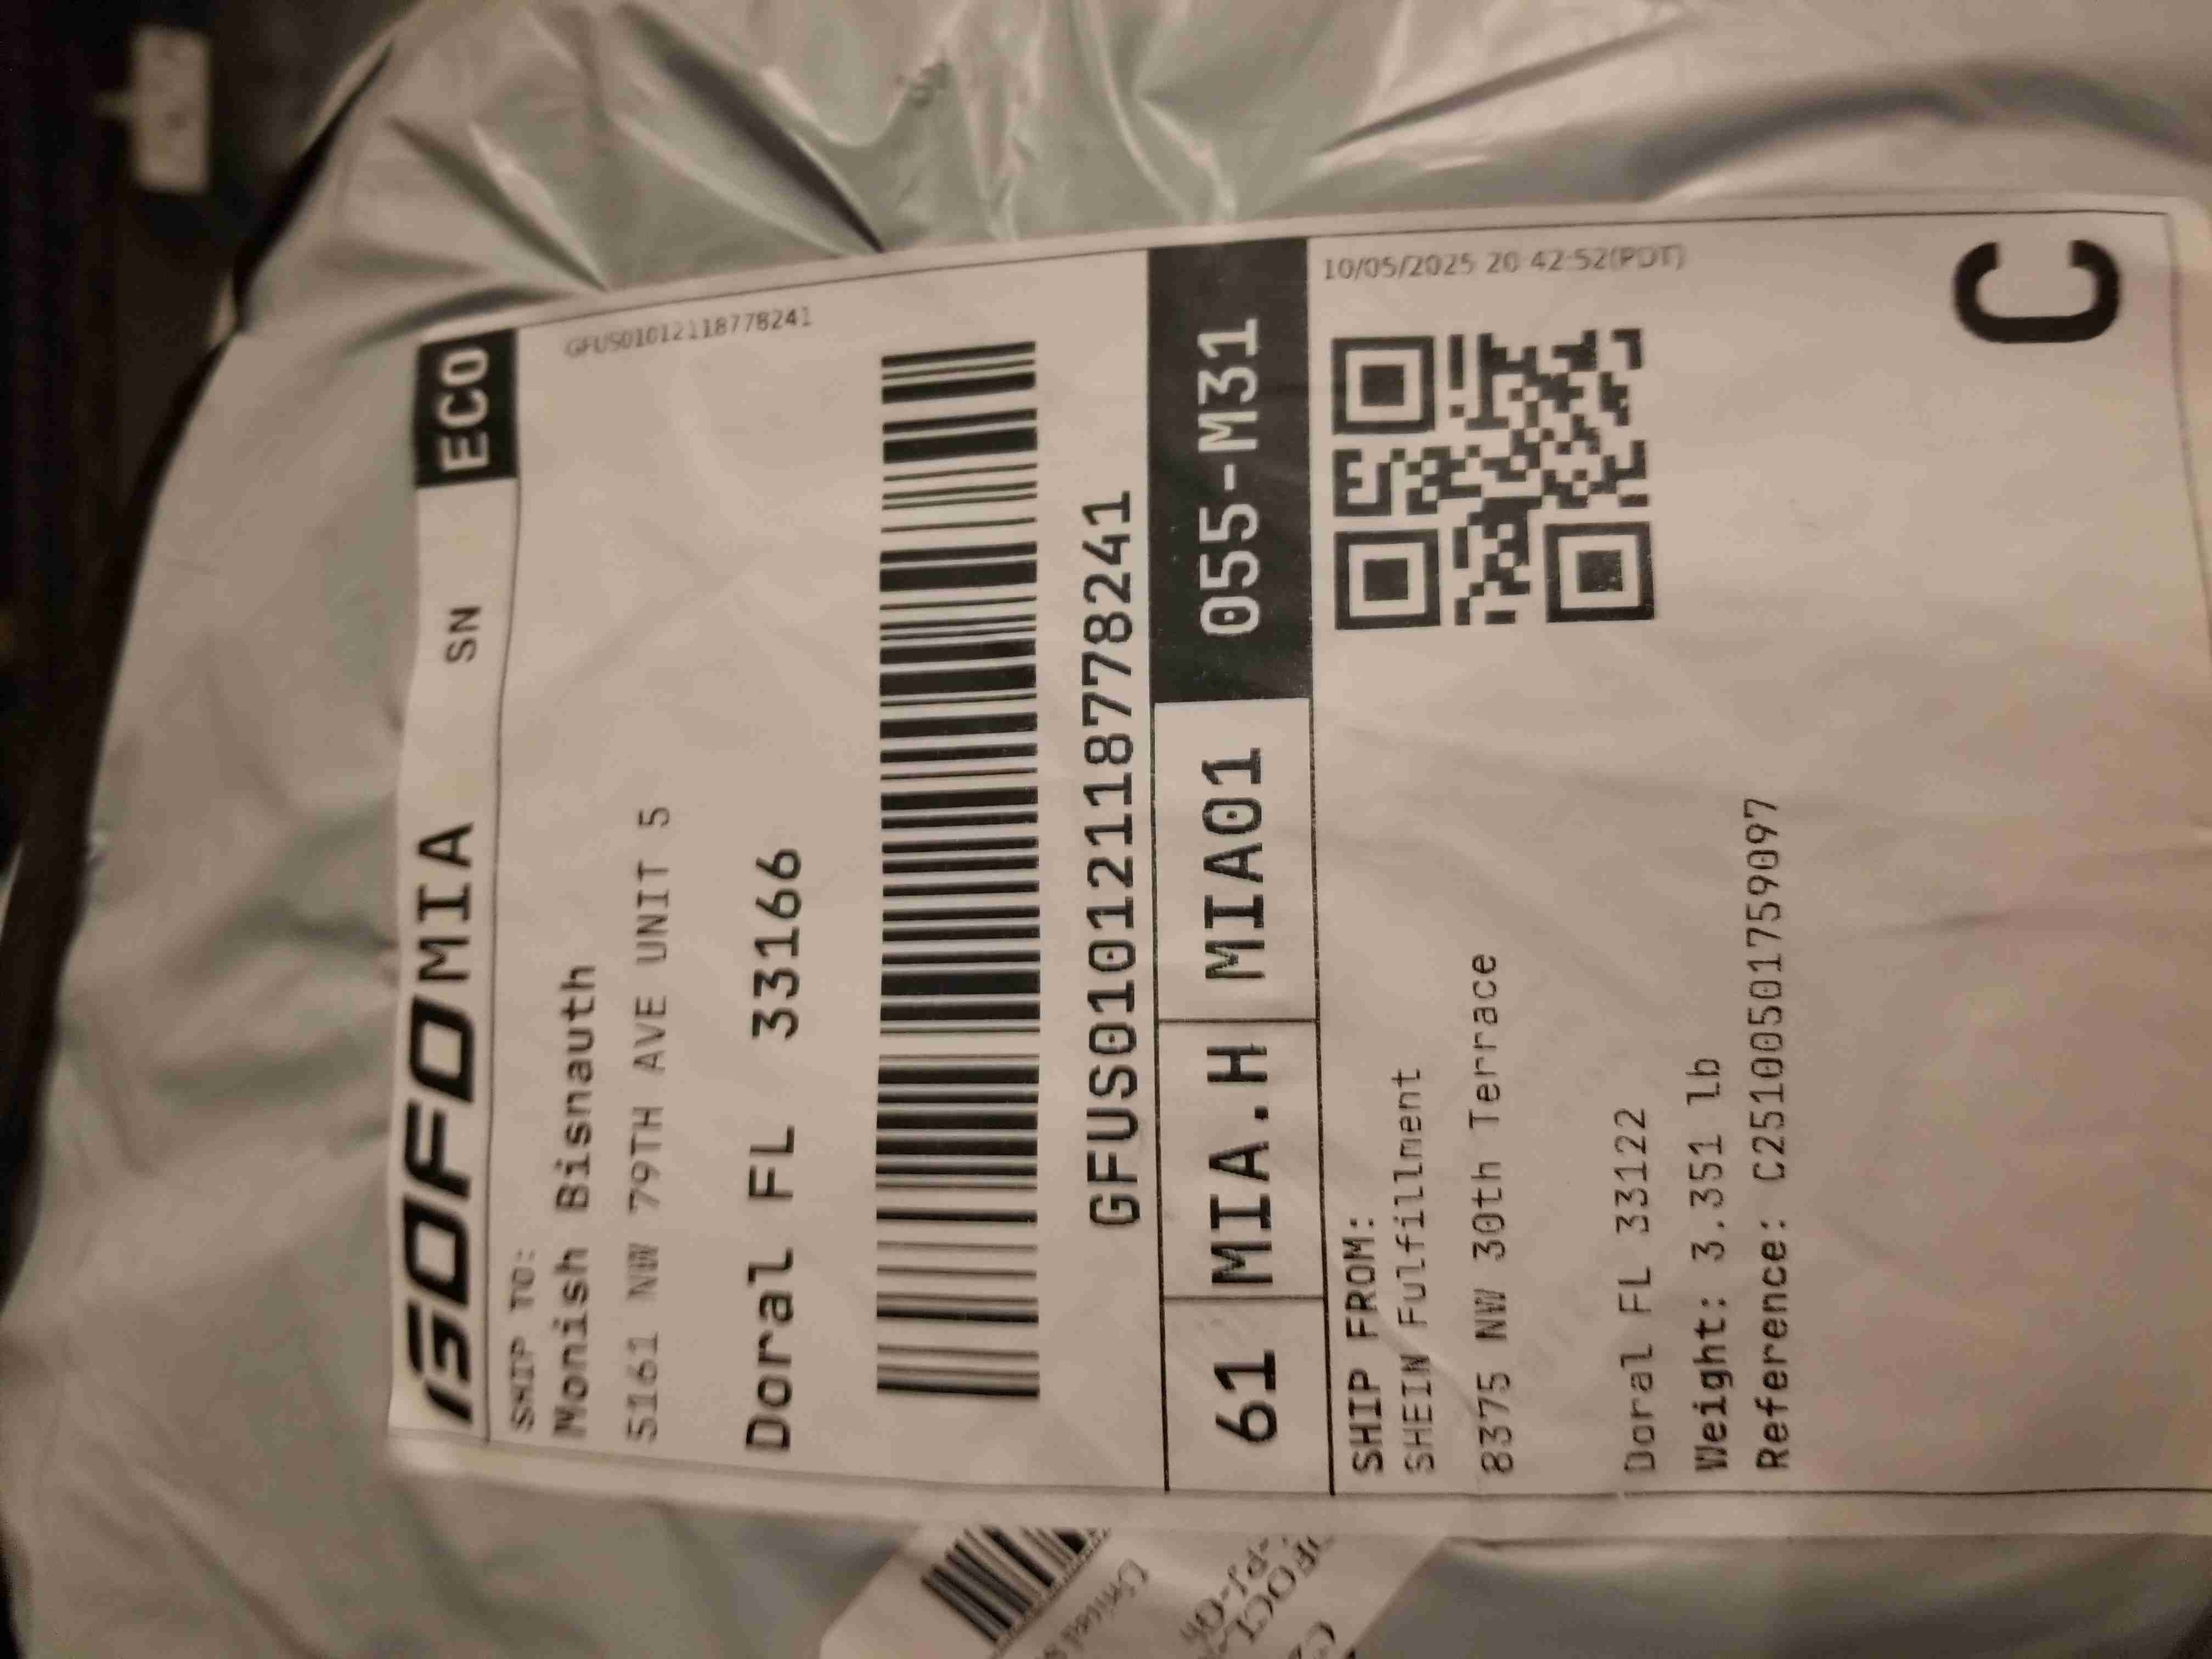 GOFO MIA SN ECO
SHIP TO:
GFUS01012118778241
Monish Bisnauth
5161 NW 79TH AVE UNIT 5
Doral FL 33166
GFUS01012118778241
61 MIA.H MIA01 055-M31
SHIP FROM:
10/05/2025 20:42:52(PDT)
SHEIN Fulfillment
8375 NW 30th Terrace
Doral FL 33122
Weight: 3.351 lb
Reference: C25100501759097
C